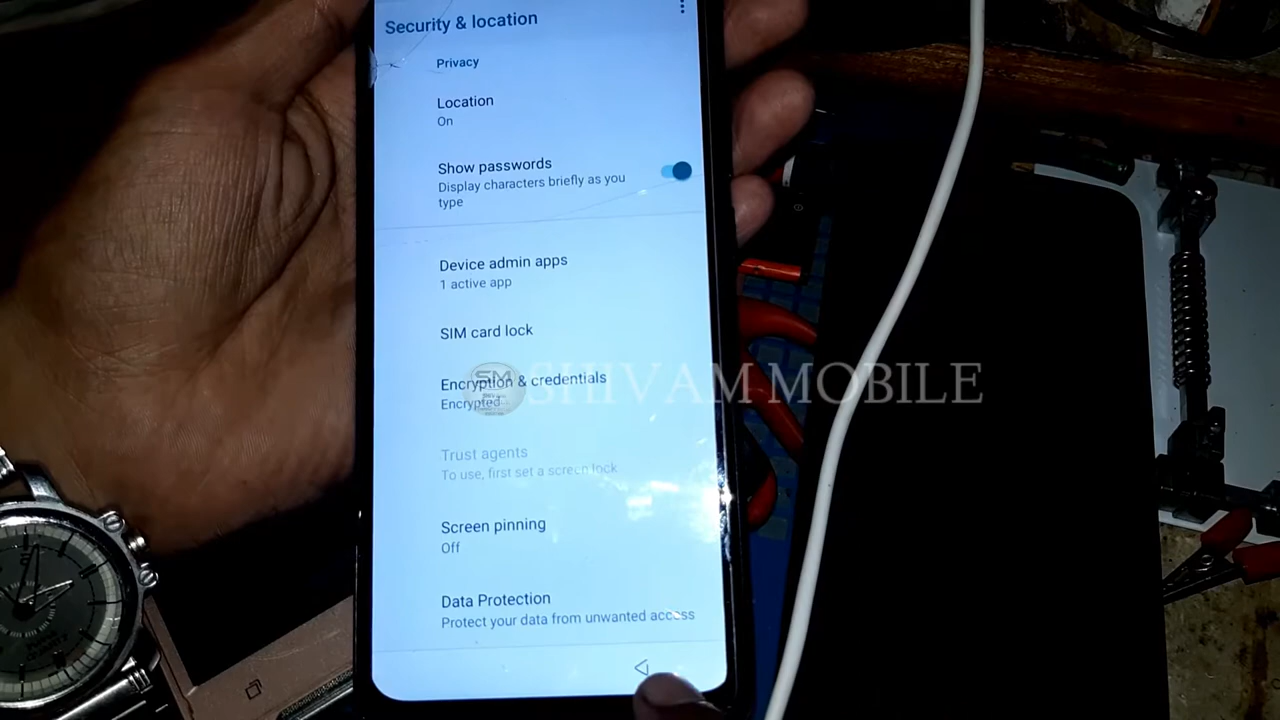 Security & location
Privacy
Location
On
Show passwords
Display characters briefly as you
type
Device admin apps
1 active app
SIM card lock
Encryption & credentials
Encrypted
SM
SHIVAM MOBILE
Trust agents
To use, first set a screen lock
Screen pinning
Off
Data Protection
Protect your data from unwanted access